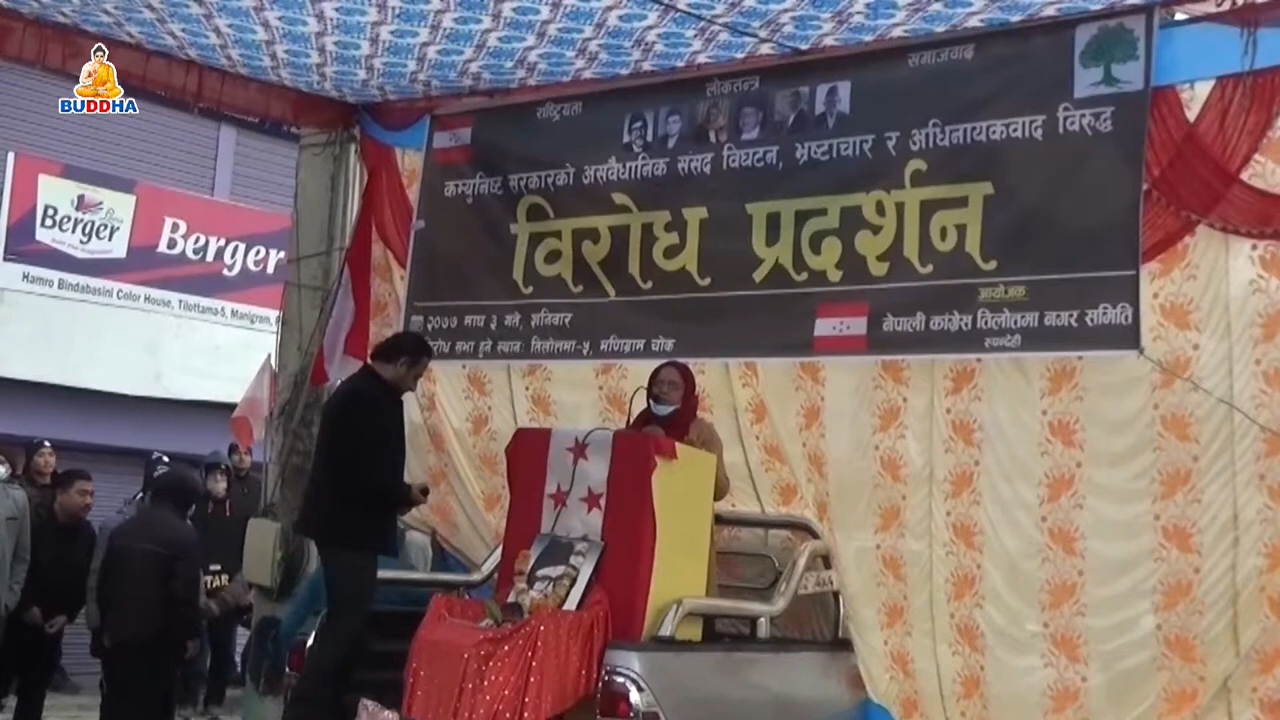 BUDDHA
Berger
Berger
Hamro Bindabasini Color House, Tilottama-5, Manigram,
राष्ट्रियता
लोकतन्त्र
समाजवाद
कम्युनिष्ट सरकारको असवैधानिक संसद विघटन, भ्रष्टाचार र अधिनायकवाद विरुद्ध
विरोध प्रदर्शन
२०७७ माघ ३ गते, शनिवार
विरोध सभा हुने स्थानः तिलोत्तमा-५, मणिग्राम चोक
आयोजक
नेपाली कांग्रेस तिलोत्तमा नगर समिति
रुपन्देही